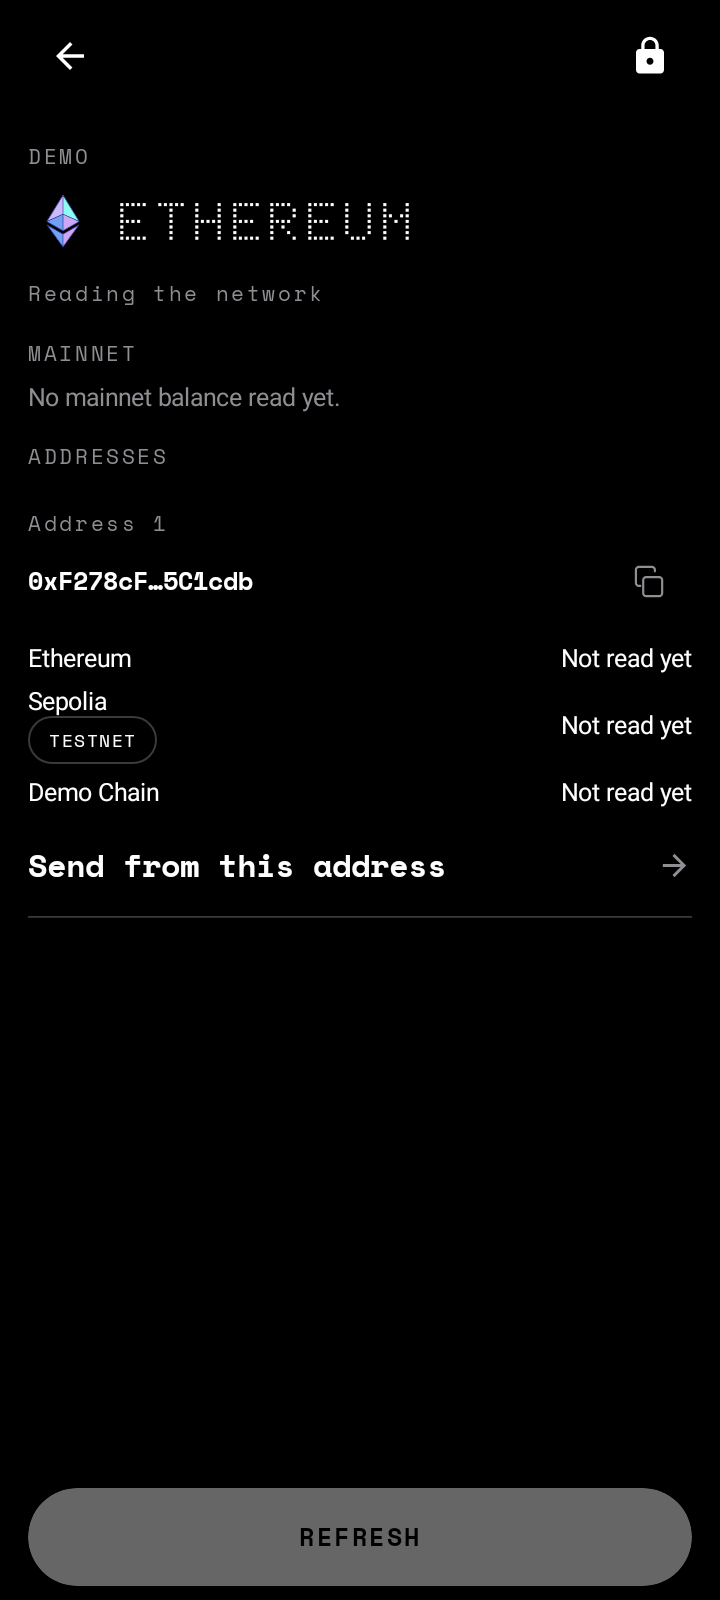 DEMO
ETHEREUM
Reading the network
MAINNET
No mainnet balance read yet.
ADDRESSES
Address 1
0xF278cF…5C1cdb
Ethereum Not read yet
Sepolia
TESTNET Not read yet
Demo Chain Not read yet
Send from this address
REFRESH